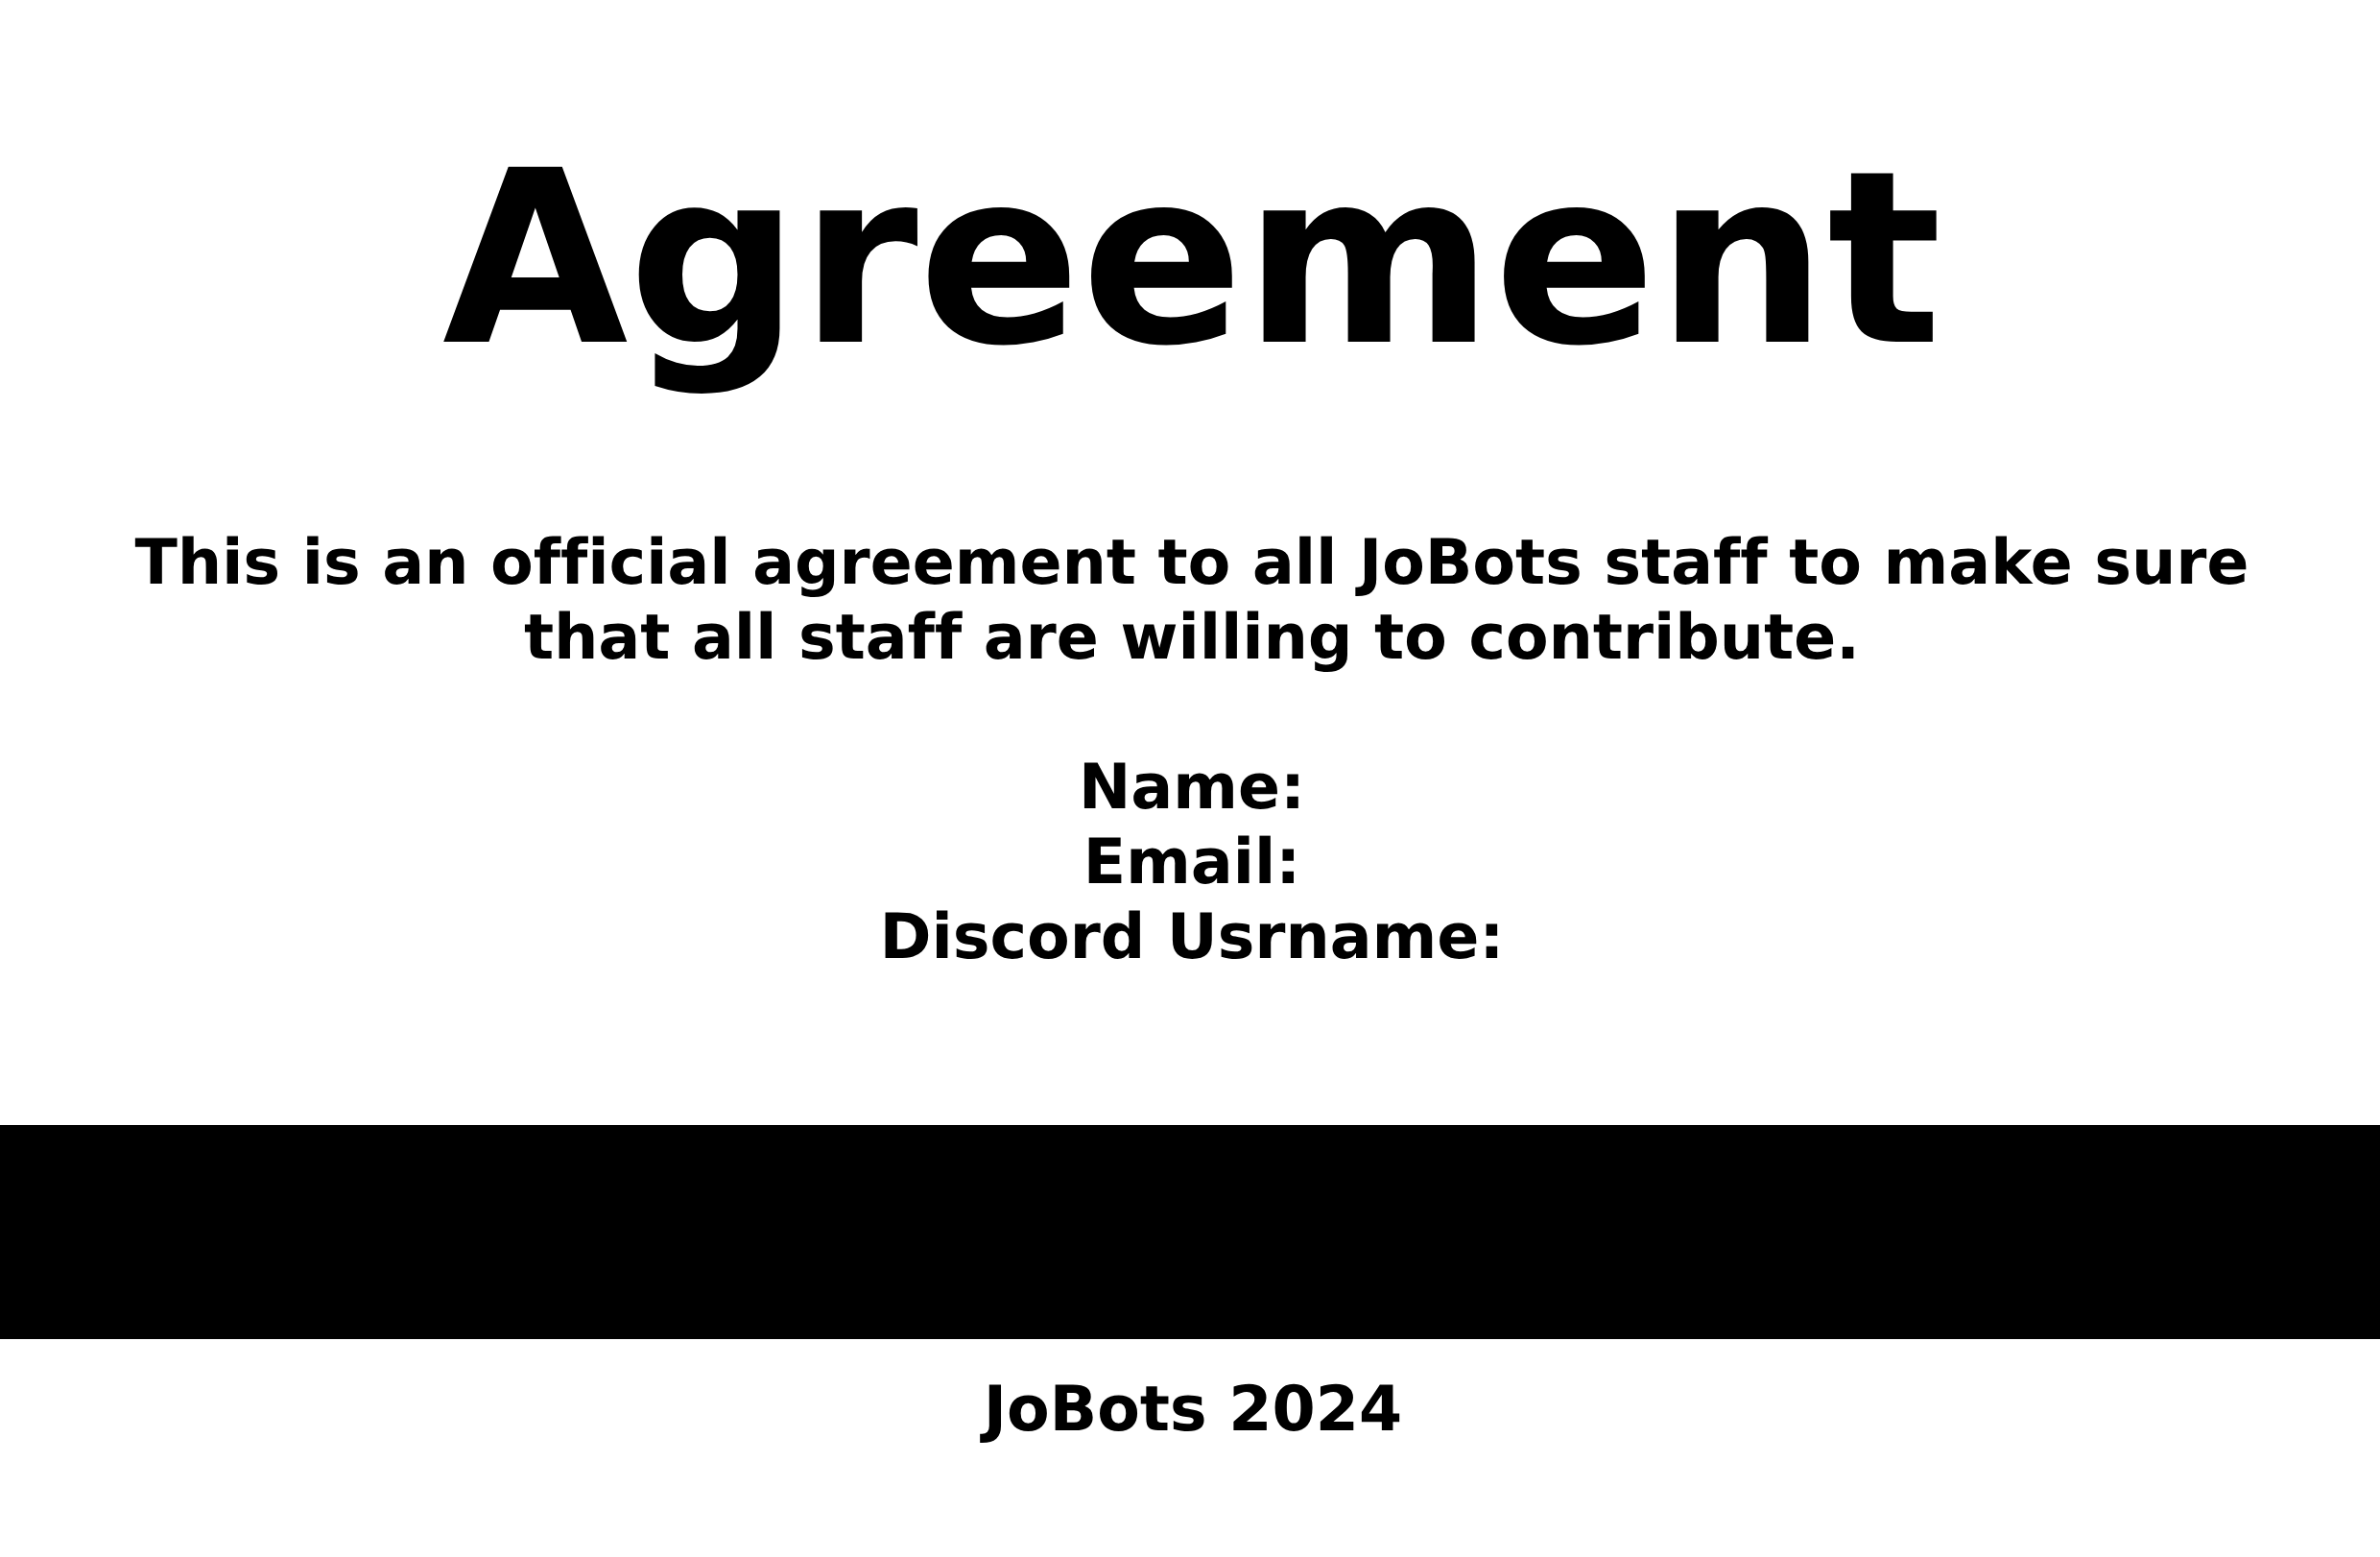 Agreement
This is an official agreement to all JoBots staff to make sure
that all staff are willing to contribute.
Name:
Email:
Discord Usrname:
JoBots 2024